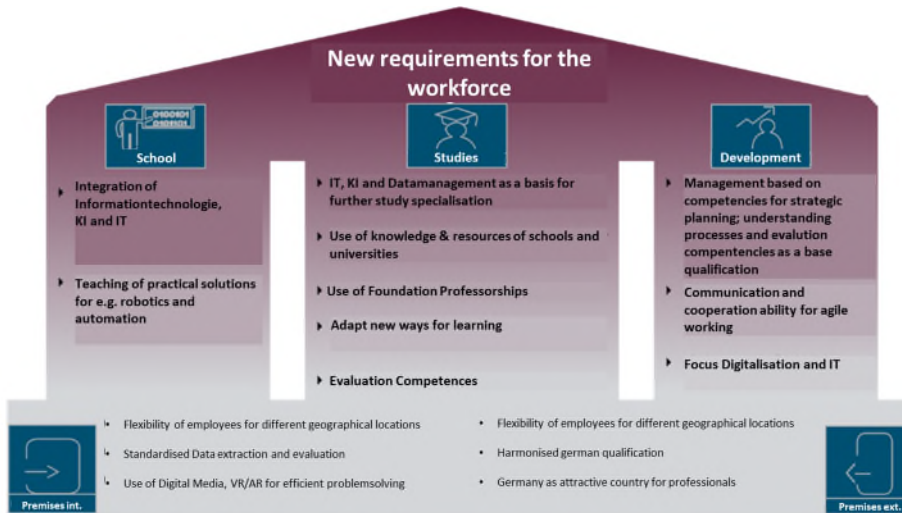 New requirements for the
workforce
0100101
0101101
School
Integration of
Informationtechnologie,
KI and IT
Teaching of practical solutions
for e.g. robotics and
automation
Studies
IT, KI and Datamanagement as a basis for
further study specialisation
Use of knowledge & resources of schools and
universities
Use of Foundation Professorships
Adapt new ways for learning
Evaluation Competences
Development
Management based on
competencies for strategic
planning; understanding
processes and evalution
compentencies as a base
qualification
Communication and
cooperation ability for agile
working
Focus Digitalisation and IT
Premises int.
Flexibility of employees for different geographical locations
Standardised Data extraction and evaluation
Use of Digital Media, VR/AR for efficient problemsolving
Flexibility of employees for different geographical locations
Harmonised german qualification
Germany as attractive country for professionals
Premises ext.